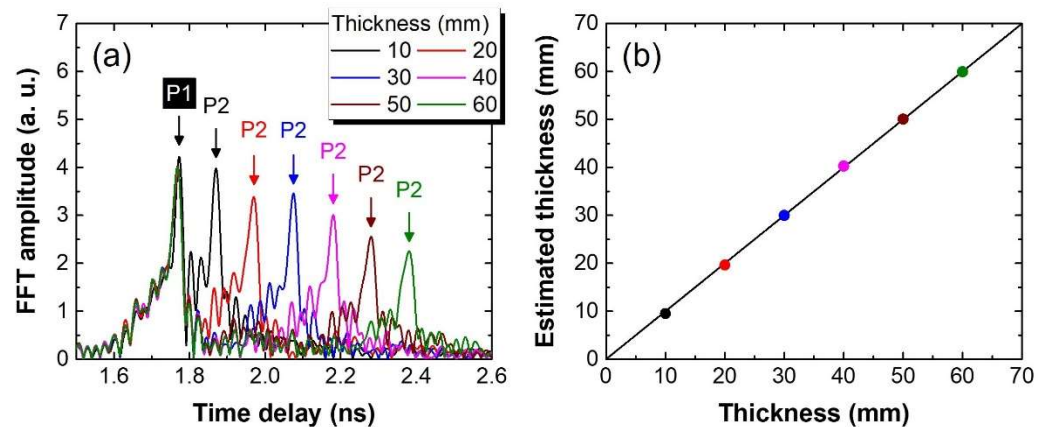 (a)
Thickness (mm)
10 20
30 40
50 60
P1
P2
P2
P2
P2
P2
P2
FFT amplitude (a. u.)
7
6
5
4
3
2
1
0
1.6 1.8 2.0 2.2 2.4 2.6
Time delay (ns)
(b)
Estimated thickness (mm)
70
60
50
40
30
20
10
0
0 10 20 30 40 50 60 70
Thickness (mm)